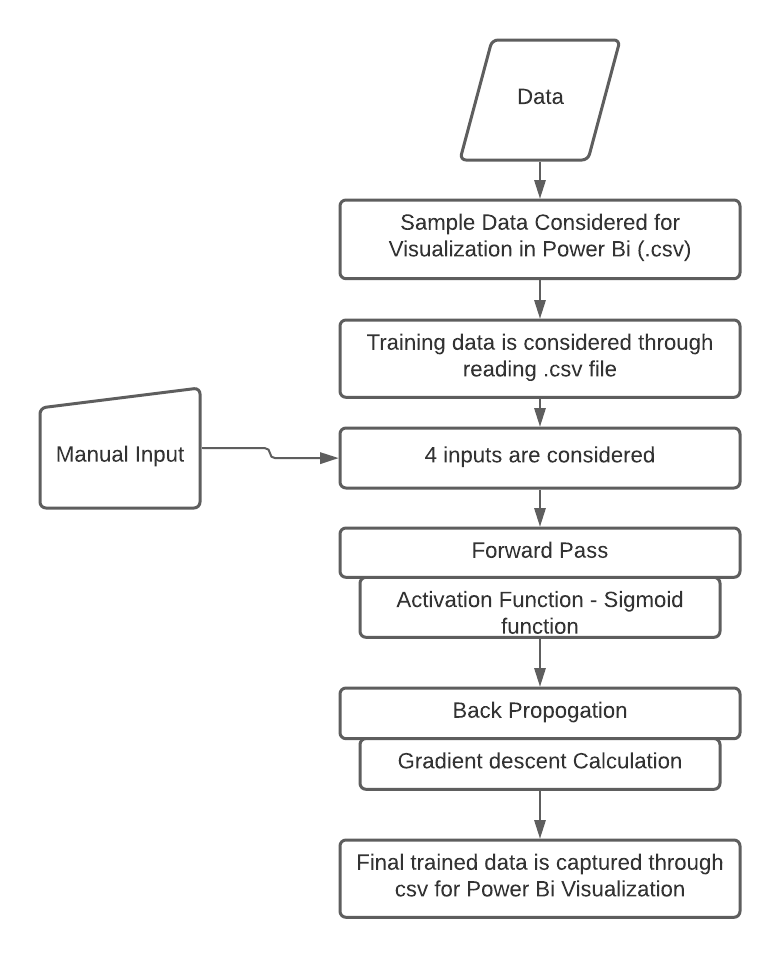 Data
Sample Data Considered for
Visualization in Power Bi (.csv)
Training data is considered through
reading .csv file
Manual Input
4 inputs are considered
Forward Pass
Activation Function - Sigmoid
function
Back Propogation
Gradient descent Calculation
Final trained data is captured through
csv for Power Bi Visualization